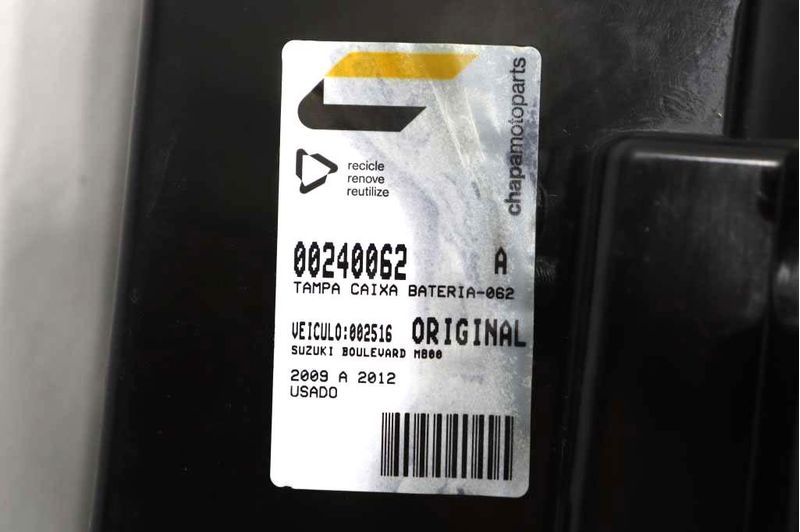 chapamotoparts
recicle
renove
reutilize
00240062 A
TAMPA CAIXA BATERIA-062
VEICULO:002516 ORIGINAL
SUZUKI BOULEVARD M800
2009 A 2012
USADO